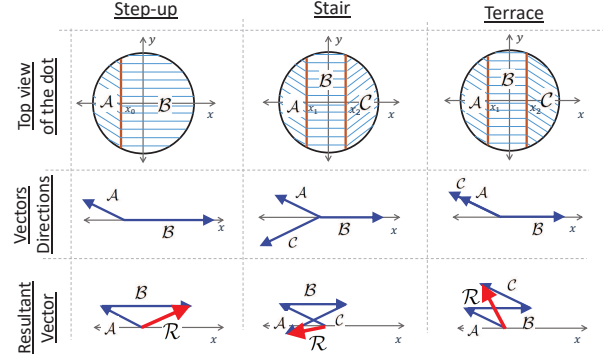 Step-up Stair Terrace
Top view
of the dot
y y y
𝒜 ℬ x₀ x
𝒜 ℬ 𝒞 x₁ x₂ x
𝒜 ℬ 𝒞 x₁ x₂ x
Vectors
Directions
𝒜 ℬ x
𝒜 𝒞 ℬ x
𝒞 𝒜 ℬ x
Resultant
Vector
ℬ 𝒜 ℛ x
ℬ 𝒜 𝒞 ℛ x
ℛ 𝒞 𝒜 ℬ x